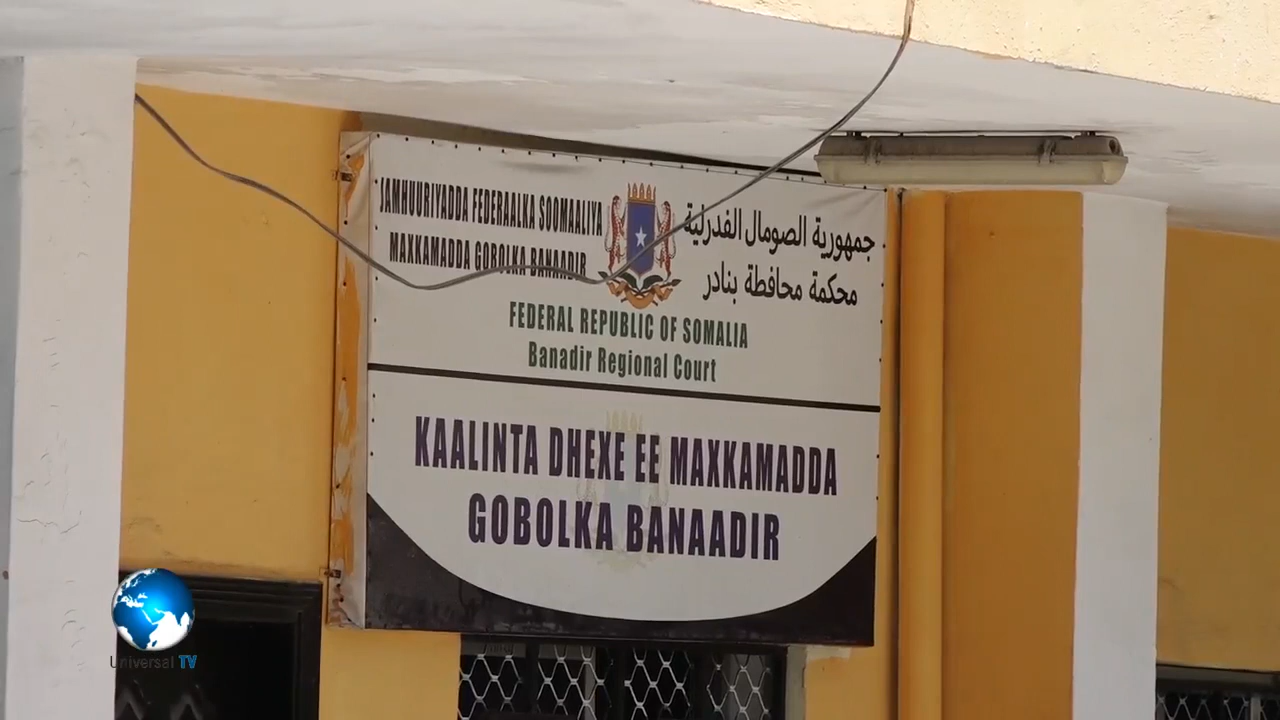 JAMHUURIYADDA FEDERAALKA SOOMAALIYA
MAXKAMADDA GOBOLKA BANAADIR
جمهورية الصومال الفدرلية
محكمة محافظة بنادر
FEDERAL REPUBLIC OF SOMALIA
Banadir Regional Court
KAALINTA DHEXE EE MAXKAMADDA
GOBOLKA BANAADIR
Universal TV